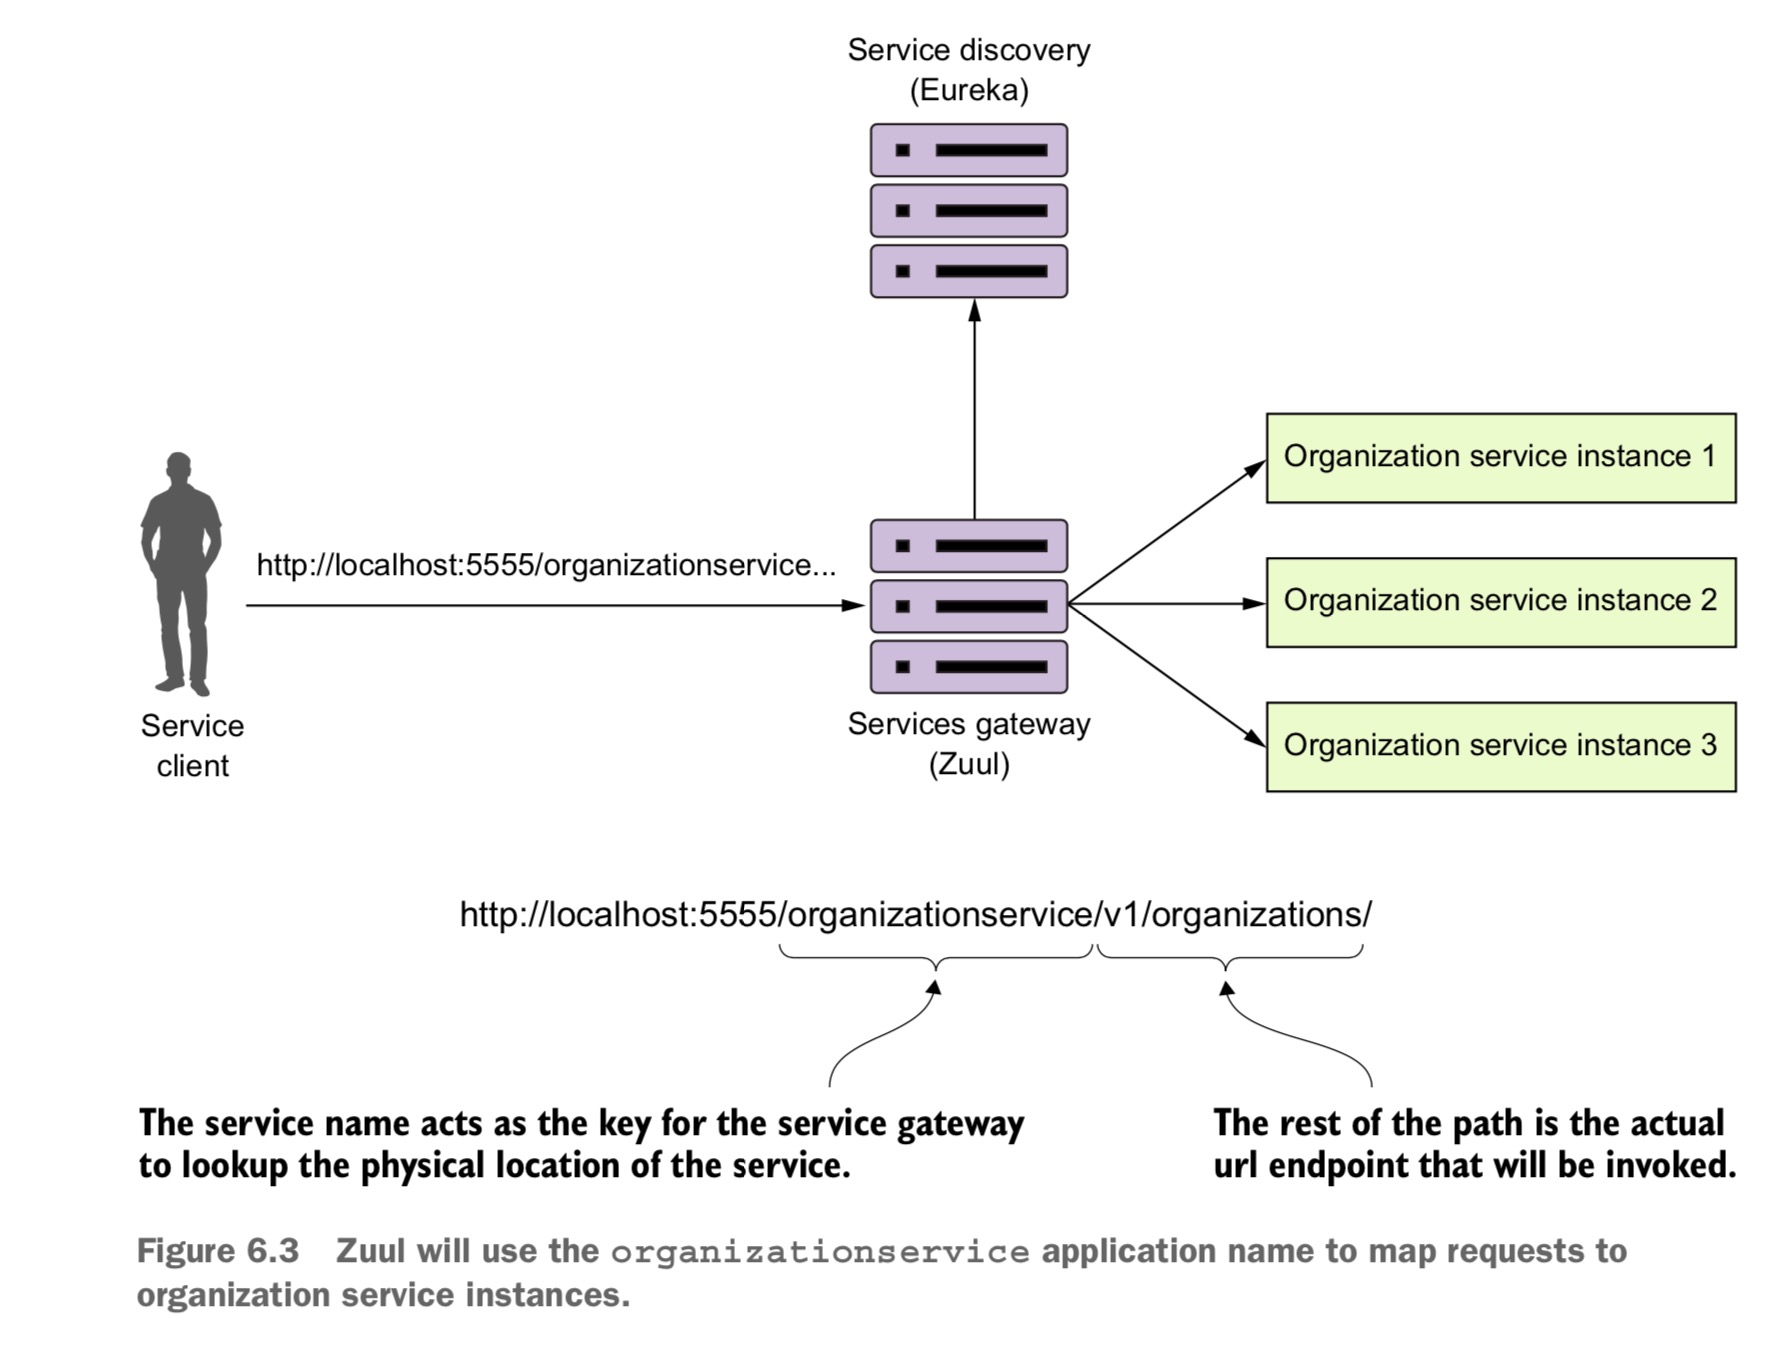 Service discovery
(Eureka)
Organization service instance 1
http://localhost:5555/organizationservice...
Organization service instance 2
Service
client
Services gateway
(Zuul)
Organization service instance 3
http://localhost:5555/organizationservice/v1/organizations/
The service name acts as the key for the service gateway
to lookup the physical location of the service.
The rest of the path is the actual
url endpoint that will be invoked.
Figure 6.3 Zuul will use the organizationservice application name to map requests to
organization service instances.